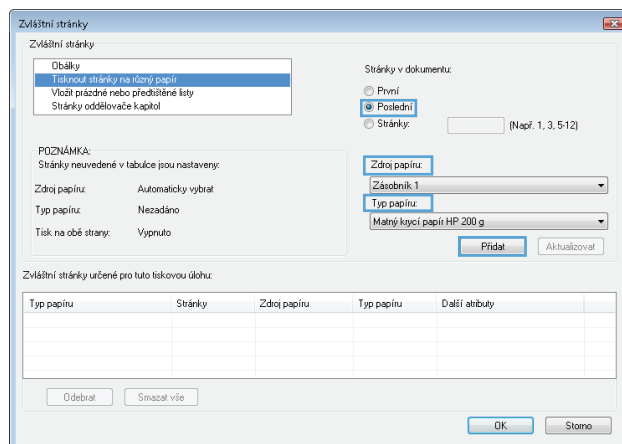 Zvláštní stránky
Zvláštní stránky
Obálky
Tisknout stránky na různý papír
Vložit prázdné nebo předtištěné listy
Stránky oddělovače kapitol
Stránky v dokumentu:
První
Poslední
Stránky:
(Např. 1, 3, 5-12)
POZNÁMKA:
Stránky neuvedené v tabulce jsou nastaveny:
Zdroj papíru: Automaticky vybrat
Typ papíru: Nezadáno
Tisk na obě strany: Vypnuto
Zdroj papíru:
Zásobník 1
Typ papíru:
Matný krycí papír HP 200 g
Přidat Aktualizovat
Zvláštní stránky určené pro tuto tiskovou úlohu:
Typ papíru Stránky Zdroj papíru Typ papíru Další atributy
Odebrat Smazat vše
OK Storno